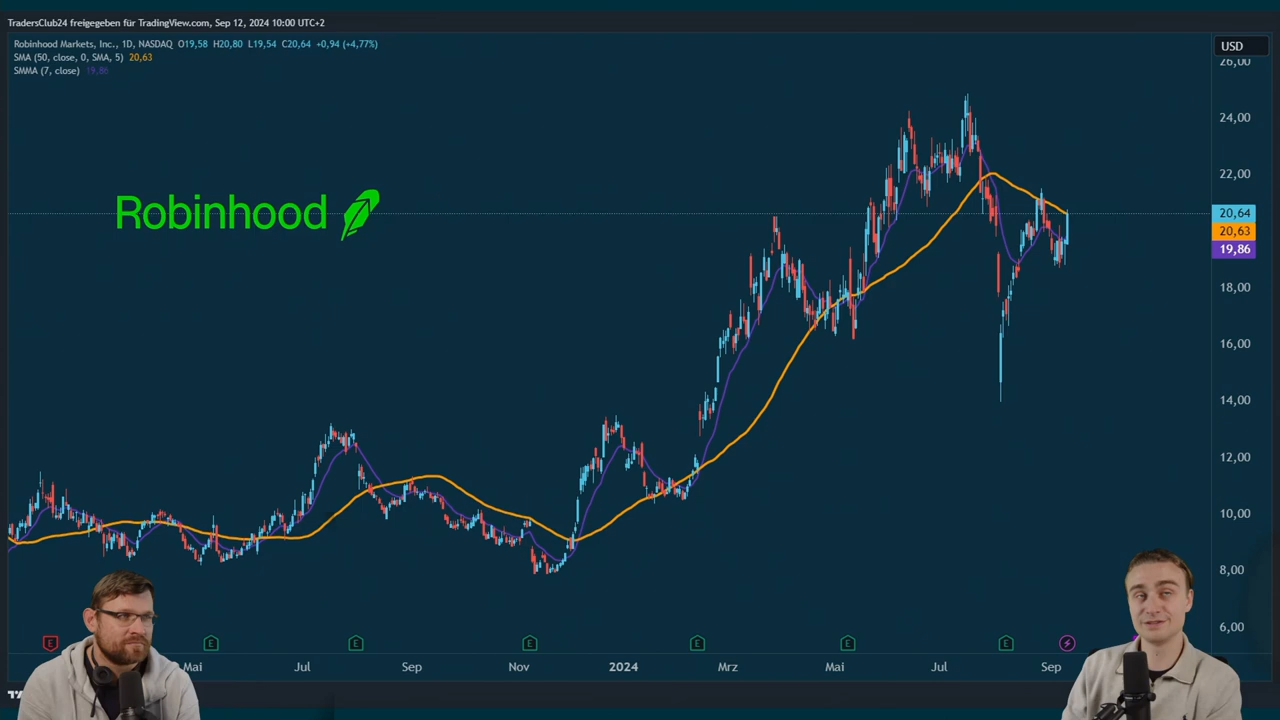 TradersClub24 freigegeben für TradingView.com, Sep 12, 2024 10:00 UTC+2
Robinhood Markets, Inc., 1D, NASDAQ O19,58 H20,80 L19,54 C20,64 +0,94 (+4,77%)
SMA (50, close, 0, SMA, 5) 20,63
SMMA (7, close) 19,86
USD
26,00
24,00
22,00
Robinhood
20,64
20,63
19,86
18,00
16,00
14,00
12,00
10,00
8,00
6,00
E E E E E E E
Mai Jul Sep Nov 2024 Mrz Mai Jul Sep